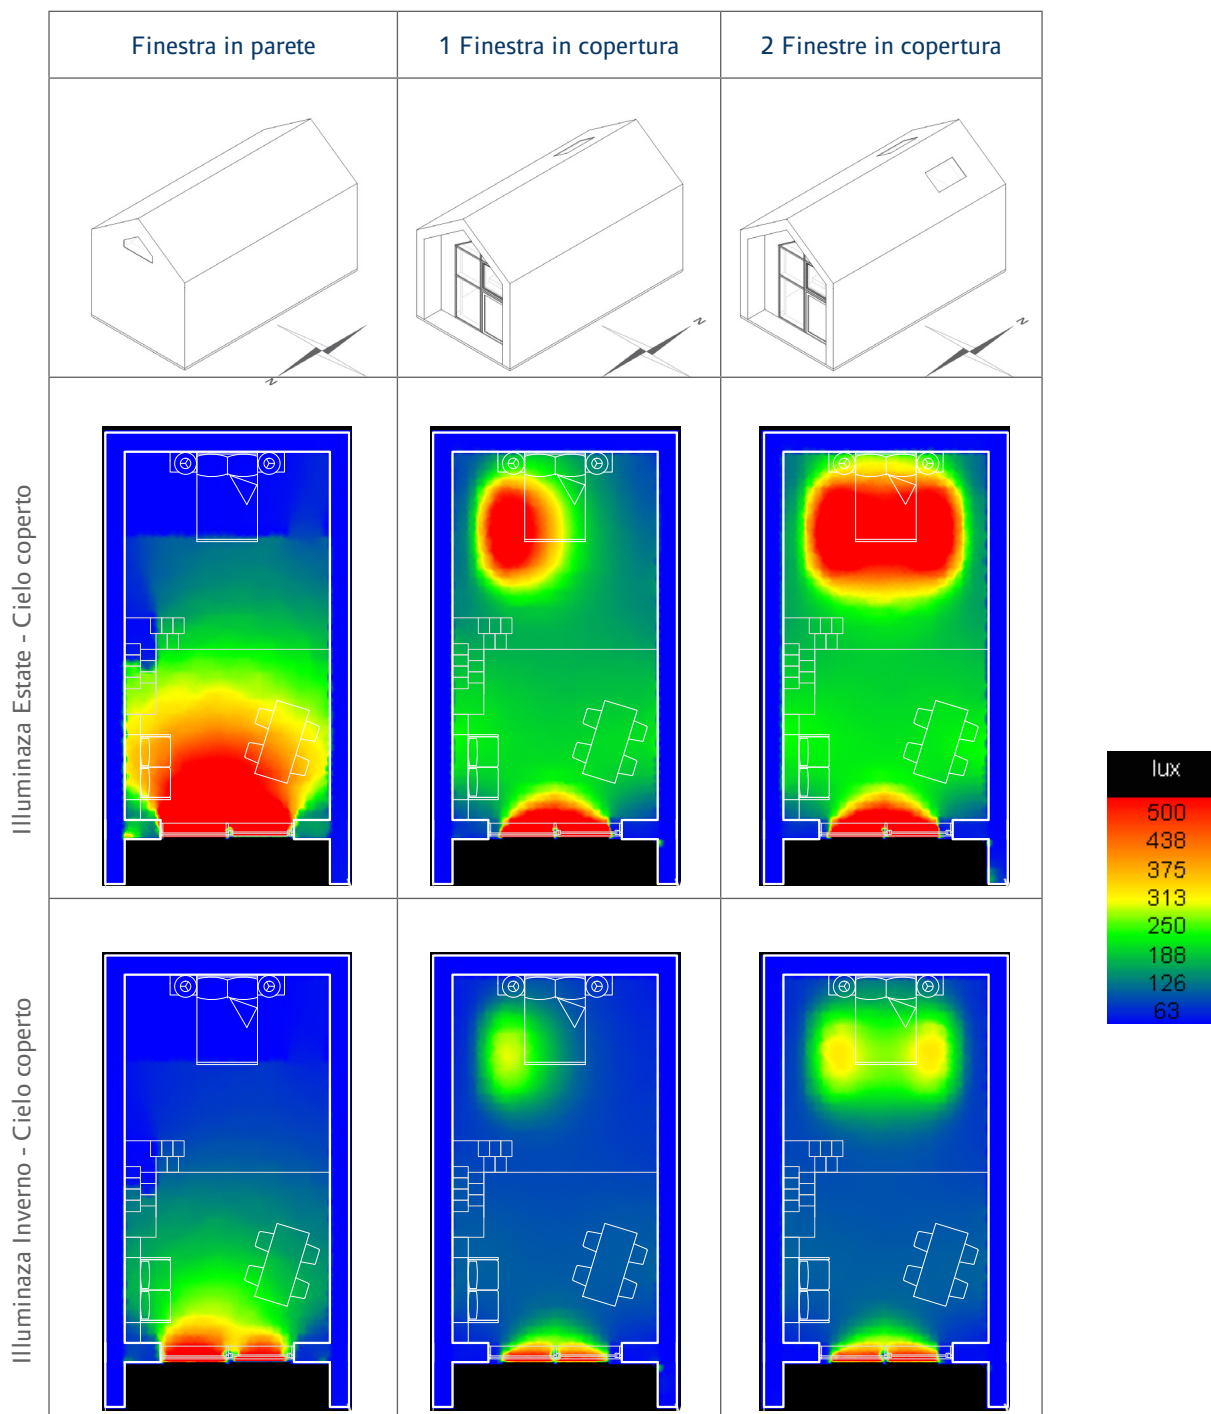 Finestra in parete
1 Finestra in copertura
2 Finestre in copertura
N
N
N
Illuminaza Estate - Cielo coperto
lux
500
438
375
313
250
188
126
63
Illuminaza Inverno - Cielo coperto